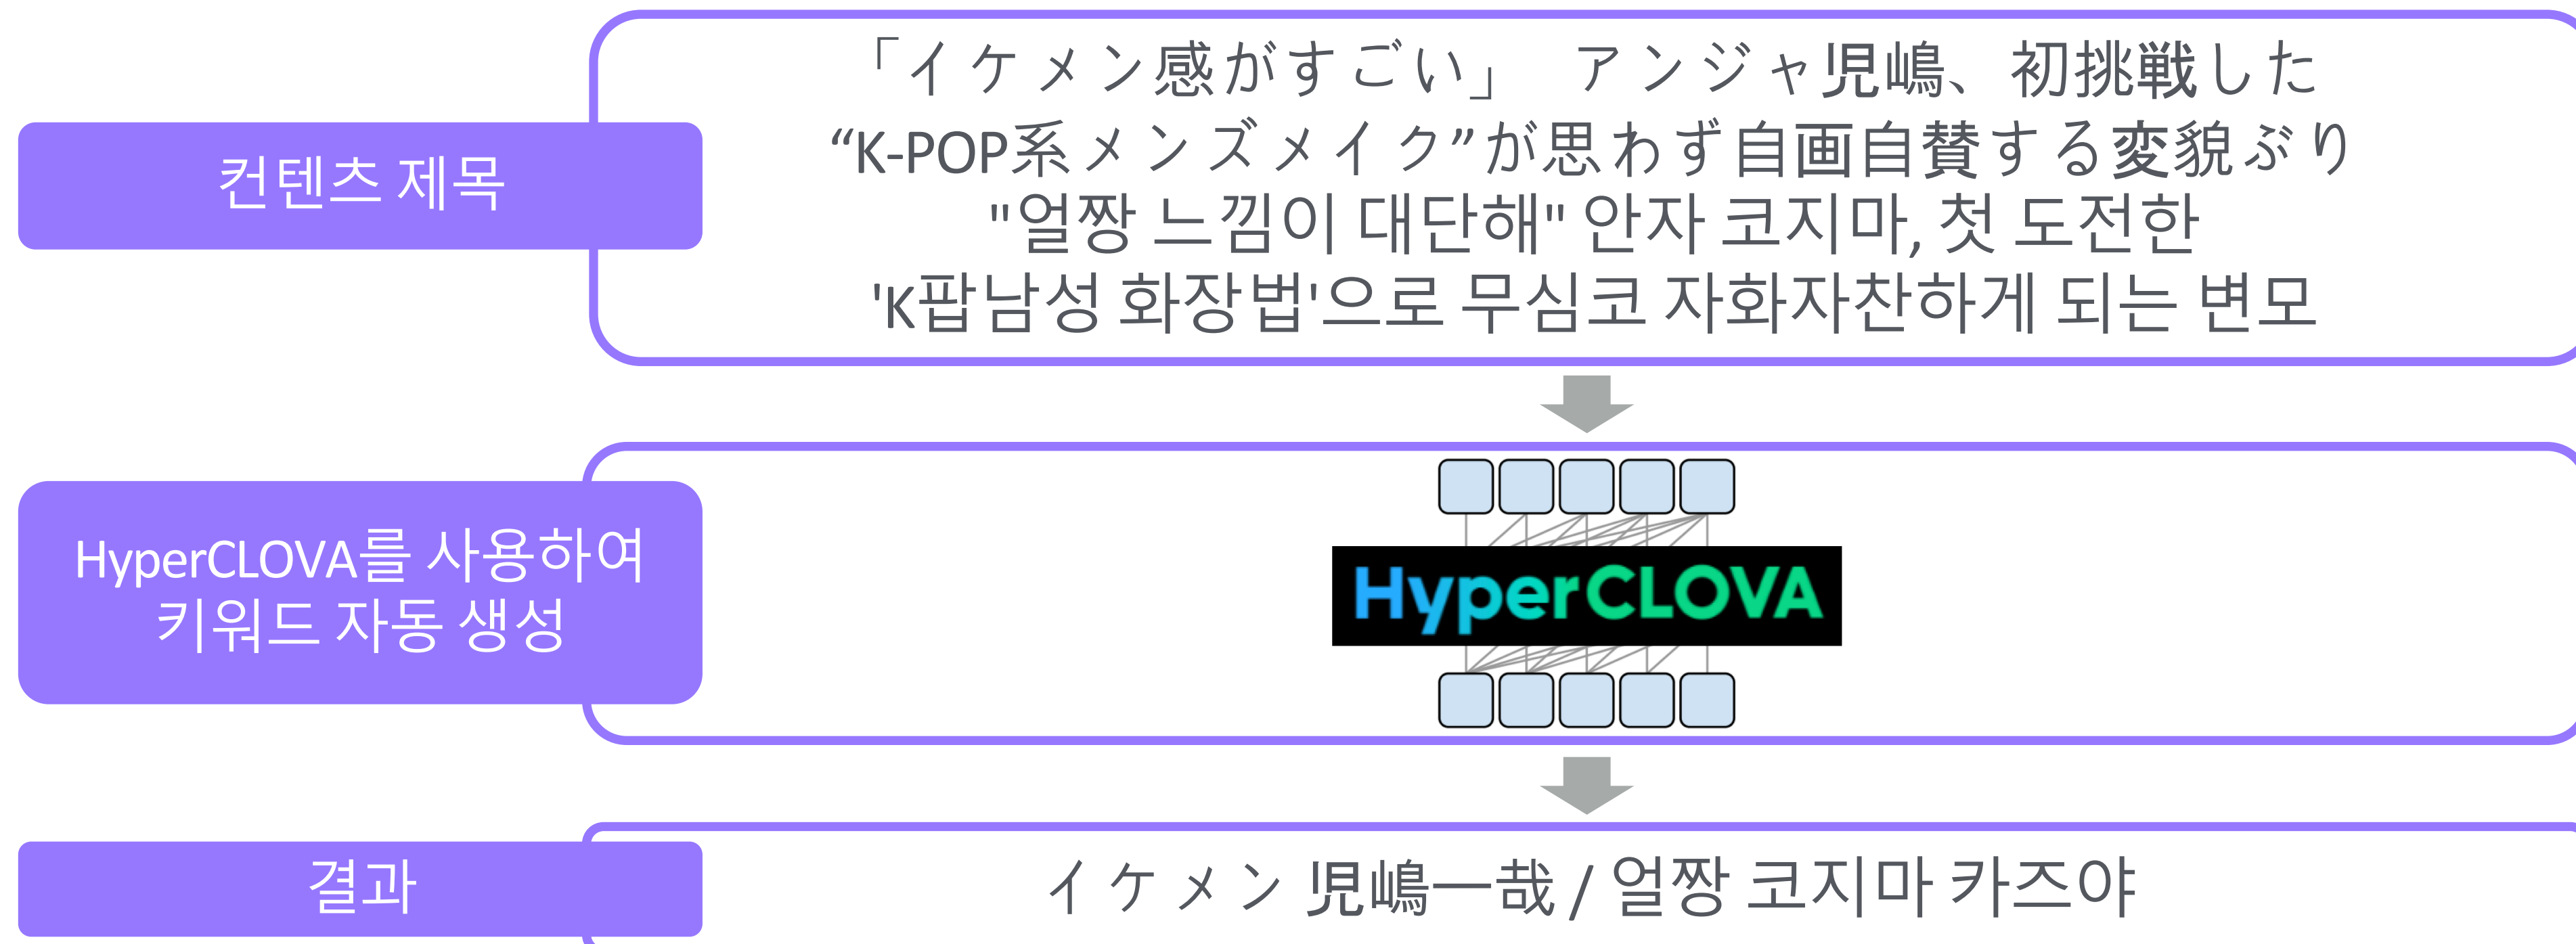 컨텐츠 제목
「イケメン感がすごい」 アンジャ児嶋、初挑戦した
“K-POP系メンズメイク”が思わず自画自賛する変貌ぶり
"얼짱 느낌이 대단해" 안자 코지마, 첫 도전한
'K팝남성 화장법'으로 무심코 자화자찬하게 되는 변모
HyperCLOVA를 사용하여
키워드 자동 생성
HyperCLOVA
결과
イケメン 児嶋一哉 / 얼짱 코지마 카즈야